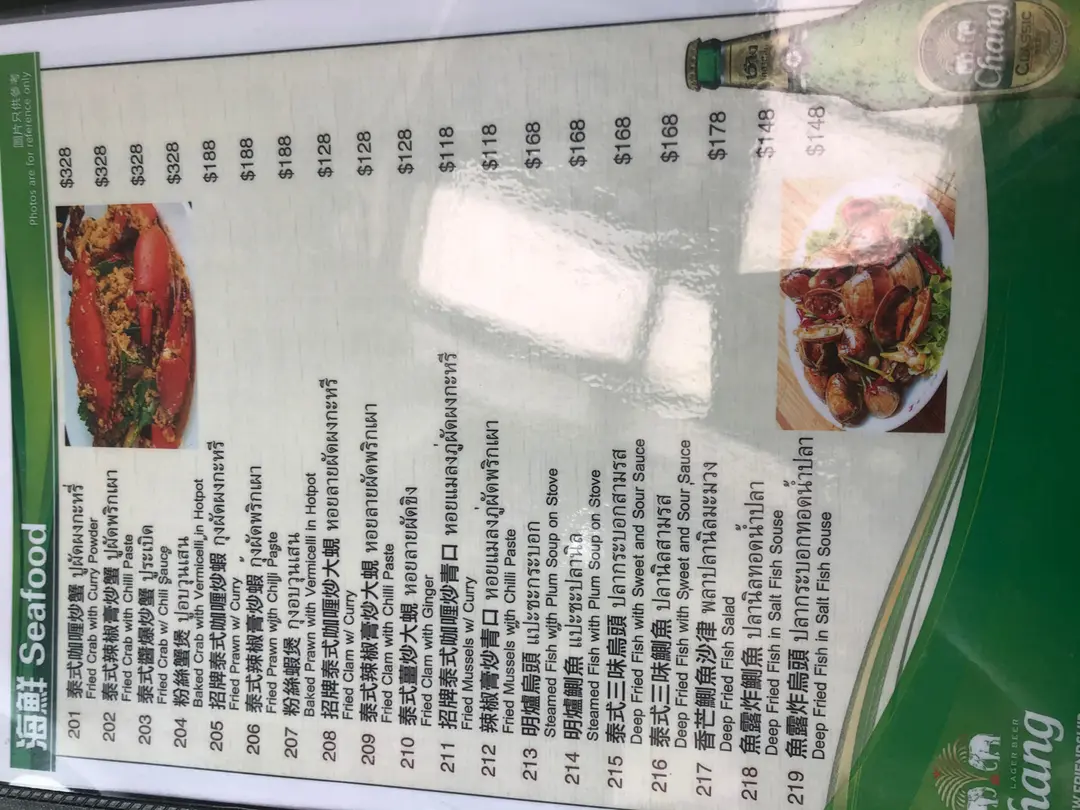 海鮮 Seafood
圖片只供參考
Photos are for reference only
201 泰式咖喱炒蟹 ปูผัดผงกะหรี่ $328
Fried Crab with Curry Powder
202 泰式辣椒膏炒蟹 ปูผัดพริกเผา $328
Fried Crab with Chilli Paste
203 泰式醬爆炒蟹 ปูระเบิด $328
Fried Crab w/ Chilli Sauce
204 粉絲蟹煲 ปูอบวุนเสน $328
Baked Crab with Vermicelli in Hotpot
205 招牌泰式咖喱炒蝦 กุงผัดผงกะหรี $188
Fried Prawn w/ Curry
206 泰式辣椒膏炒蝦 กุ้งผัดพริกเผา $188
Fried Prawn with Chilli Paste
207 粉絲蝦煲 กุงอบวุนเสน $188
Baked Prawn with Vermicelli in Hotpot
208 招牌泰式咖喱炒大蜆 หอยลายผัดผงกะหรี $128
Fried Clam w/ Curry
209 泰式辣椒膏炒大蜆 หอยลายผัดพริกเผา $128
Fried Clam with Chilli Paste
210 泰式薑炒大蜆 หอยลายผัดขิง $128
Fried Clam with Ginger
211 招牌泰式咖喱炒青口 หอยแมลงภู่ผัดผงกะหรี $118
Fried Mussels w/ Curry
212 辣椒膏炒青口 หอยแมลงภู่ผัดพริกเผา $118
Fried Mussels with Chilli Paste
213 明爐烏頭 แปะซะกระบอก $168
Steamed Fish with Plum Soup on Stove
214 明爐鰂魚 แปะซะปลานิล $168
Steamed Fish with Plum Soup on Stove
215 泰式三味烏頭 ปลากระบอกสามรส $168
Deep Fried Fish with Sweet and Sour Sauce
216 泰式三味鰂魚 ปลานิลสามรส $168
Deep Fried Fish with Sweet and Sour Sauce
217 香芒鰂魚沙律 พลาปลานิลมะมวง $178
Deep Fried Fish Salad
218 魚露炸鰂魚 ปลานิลทอดน้ำปลา $148
Deep Fried Fish in Salt Fish Souse
219 魚露炸烏頭 ปลากระบอกทอดน้ำปลา $148
Deep Fried Fish in Salt Fish Souse
Chang
CLASSIC
LAGER BEER